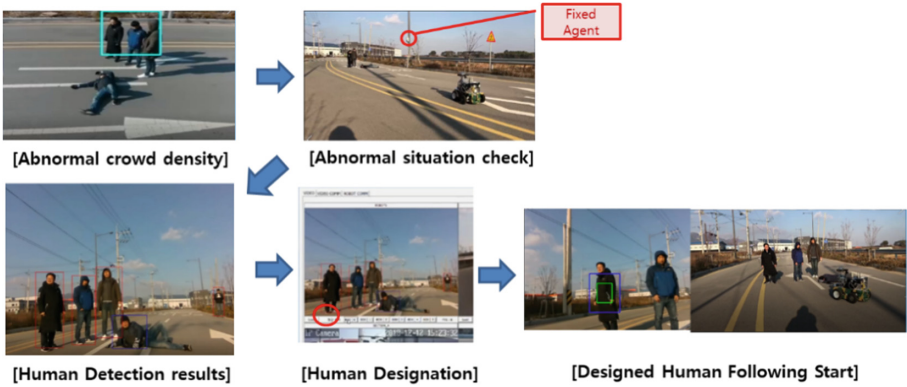 Fixed
Agent
[Abnormal crowd density]
[Abnormal situation check]
[Human Detection results]
[Human Designation]
[Designed Human Following Start]